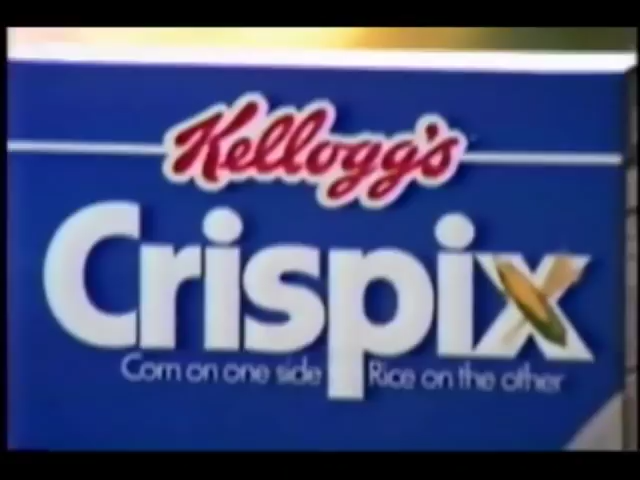 Kellogg's
Crispix
Corn on one side Rice on the other